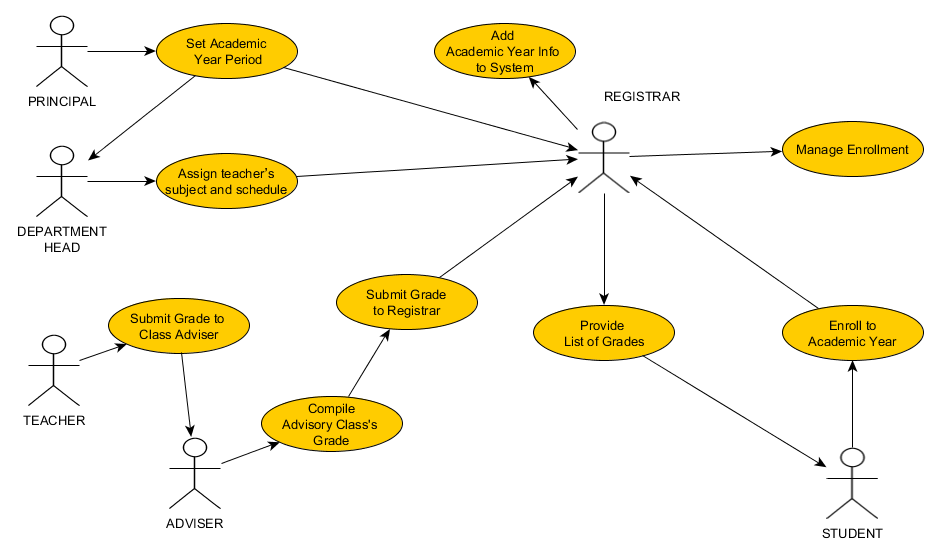 Set Academic
Year Period
PRINCIPAL
Add
Academic Year Info
to System
REGISTRAR
Manage Enrollment
Assign teacher's
subject and schedule
DEPARTMENT
HEAD
Submit Grade
to Registrar
Submit Grade to
Class Adviser
TEACHER
Provide
List of Grades
Enroll to
Academic Year
Compile
Advisory Class's
Grade
ADVISER
STUDENT